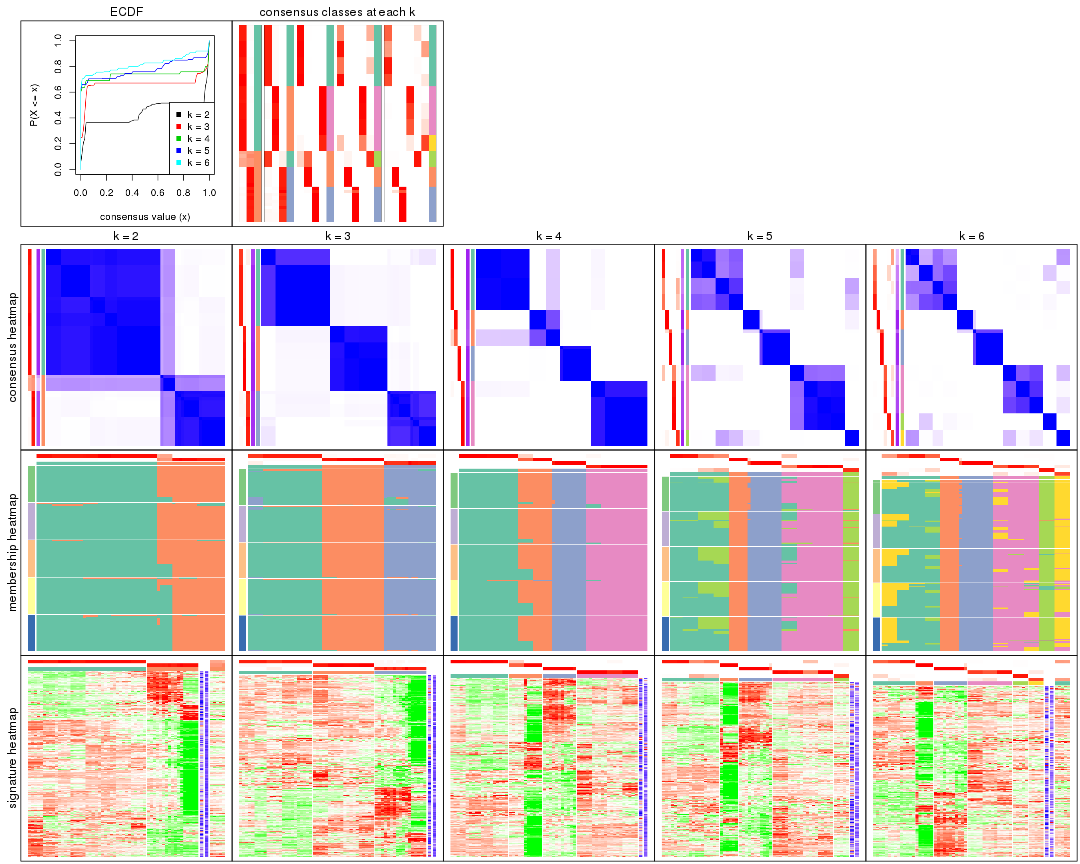 ECDF
consensus classes at each k
P(X <= x)
1.0
0.8
0.6
0.4
0.2
0.0
k = 2
k = 3
k = 4
k = 5
k = 6
0.0 0.2 0.4 0.6 0.8 1.0
consensus value (x)
k = 2
k = 3
k = 4
k = 5
k = 6
consensus heatmap
membership heatmap
signature heatmap